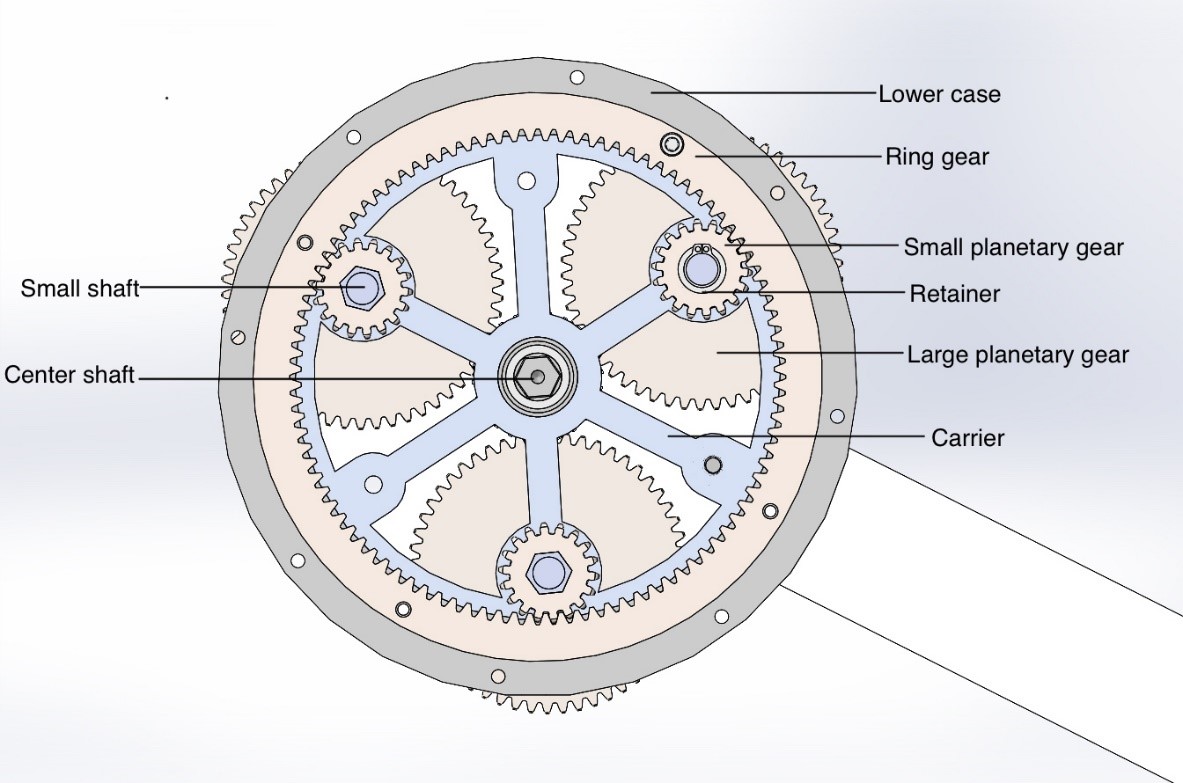 Lower case
Ring gear
Small planetary gear
Small shaft
Retainer
Large planetary gear
Center shaft
Carrier